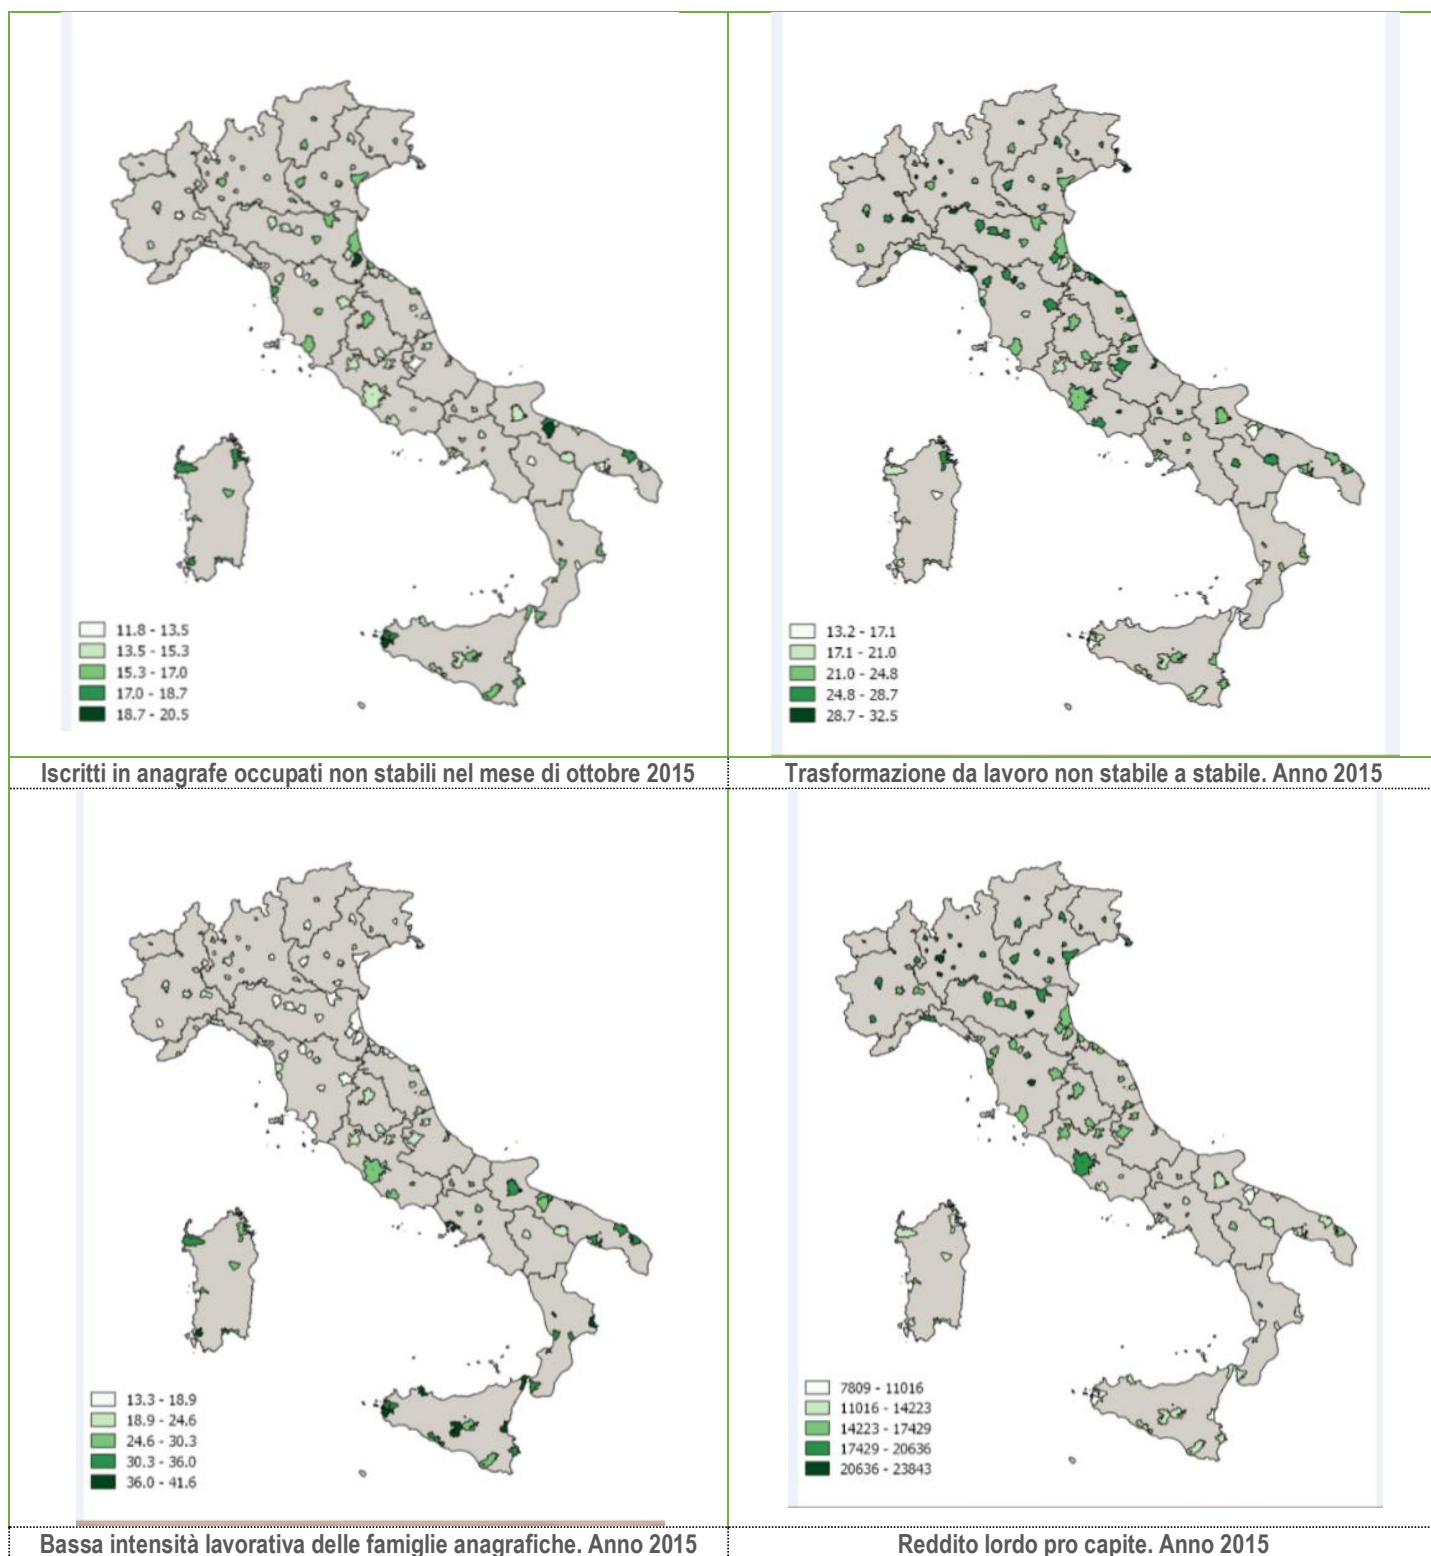 11.8 - 13.5
13.5 - 15.3
15.3 - 17.0
17.0 - 18.7
18.7 - 20.5
13.2 - 17.1
17.1 - 21.0
21.0 - 24.8
24.8 - 28.7
28.7 - 32.5
Iscritti in anagrafe occupati non stabili nel mese di ottobre 2015
Trasformazione da lavoro non stabile a stabile. Anno 2015
13.3 - 18.9
18.9 - 24.6
24.6 - 30.3
30.3 - 36.0
36.0 - 41.6
7809 - 11016
11016 - 14223
14223 - 17429
17429 - 20636
20636 - 23843
Bassa intensità lavorativa delle famiglie anagrafiche. Anno 2015
Reddito lordo pro capite. Anno 2015